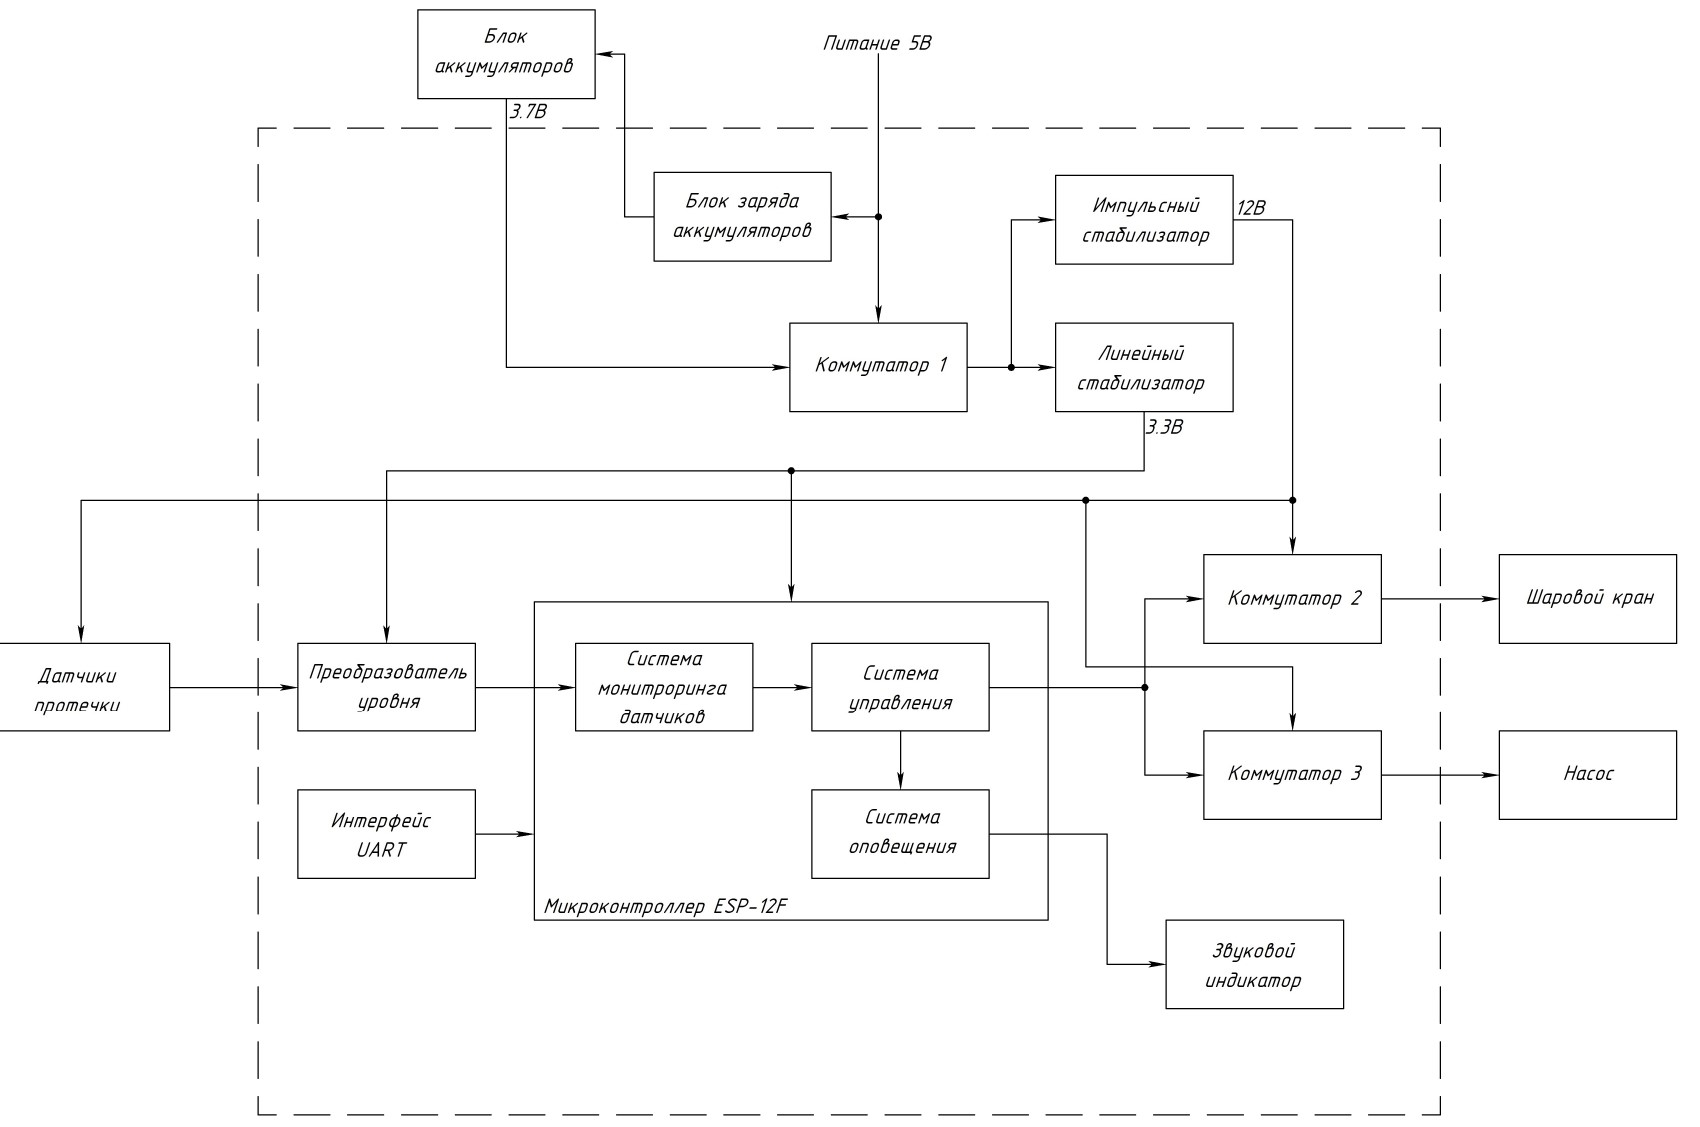 Блок
аккумуляторов
Питание 5В
3.7В
Блок заряда
аккумуляторов
Импульсный
стабилизатор
12В
Коммутатор 1
Линейный
стабилизатор
3.3В
Датчики
протечки
Преобразователь
уровня
Система
мониtроринга
датчиков
Система
управления
Коммутатор 2
Шаровой кран
Коммутатор 3
Насос
Интерфейс
UART
Система
оповещения
Микроконтроллер ESP-12F
Звуковой
индикатор